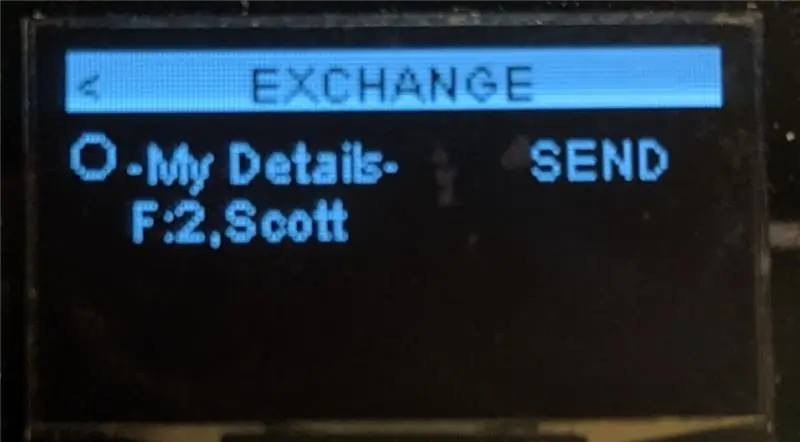 < EXCHANGE
-My Details- SEND
F:2,Scott